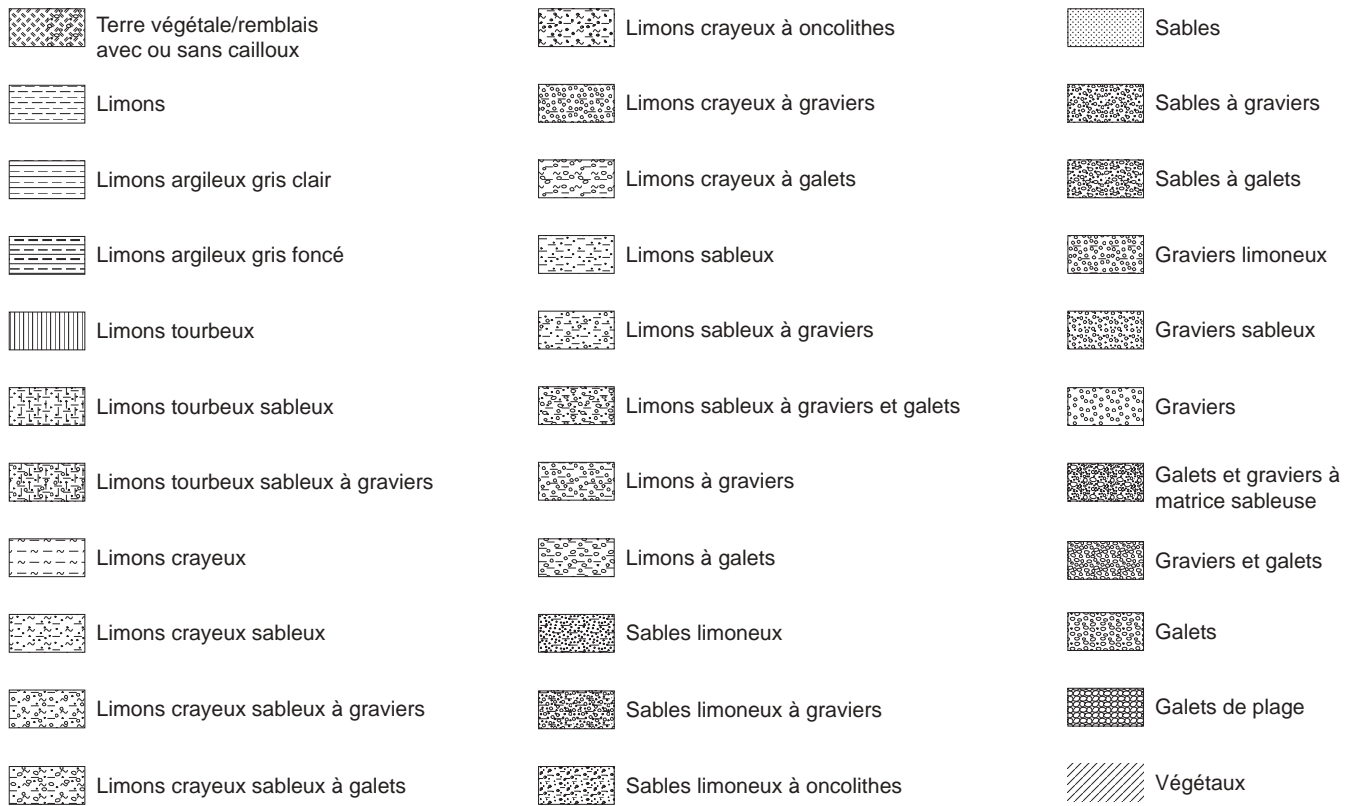 Terre végétale/remblais
avec ou sans cailloux
Limons
Limons argileux gris clair
Limons argileux gris foncé
Limons tourbeux
Limons tourbeux sableux
Limons tourbeux sableux à graviers
Limons crayeux
Limons crayeux sableux
Limons crayeux sableux à graviers
Limons crayeux sableux à galets
Limons crayeux à oncolithes
Limons crayeux à graviers
Limons crayeux à galets
Limons sableux
Limons sableux à graviers
Limons sableux à graviers et galets
Limons à graviers
Limons à galets
Sables limoneux
Sables limoneux à graviers
Sables limoneux à oncolithes
Sables
Sables à graviers
Sables à galets
Graviers limoneux
Graviers sableux
Graviers
Galets et graviers à
matrice sableuse
Graviers et galets
Galets
Galets de plage
Végétaux